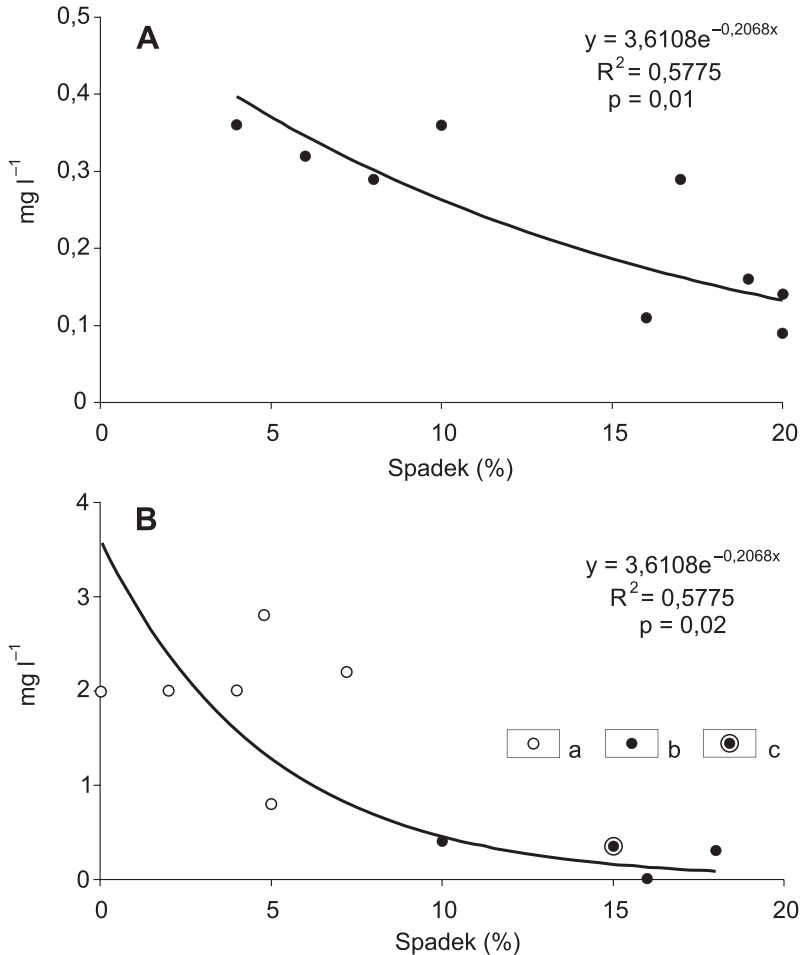 A
y = 3,6108e^−0,2068x
R² = 0,5775
p = 0,01
mg l⁻¹
0,5
0,4
0,3
0,2
0,1
0
0 5 10 15 20
Spadek (%)
B
y = 3,6108e^−0,2068x
R² = 0,5775
p = 0,02
mg l⁻¹
4
3
2
1
0
a b c
0 5 10 15 20
Spadek (%)